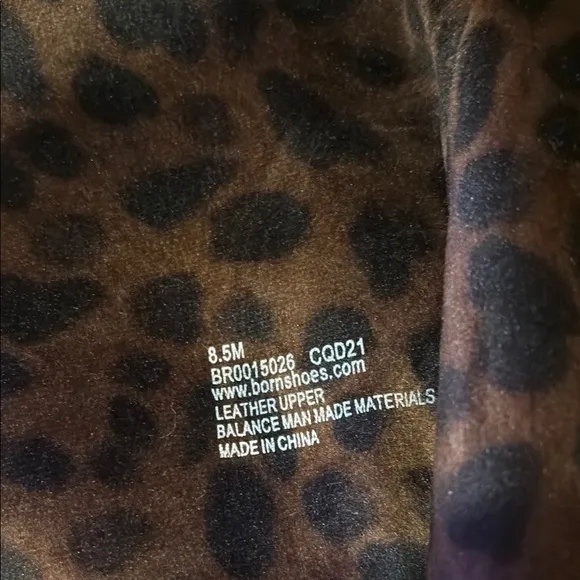 8.5M
BR0015026 CQD21
www.bornshoes.com
LEATHER UPPER
BALANCE MAN MADE MATERIALS
MADE IN CHINA